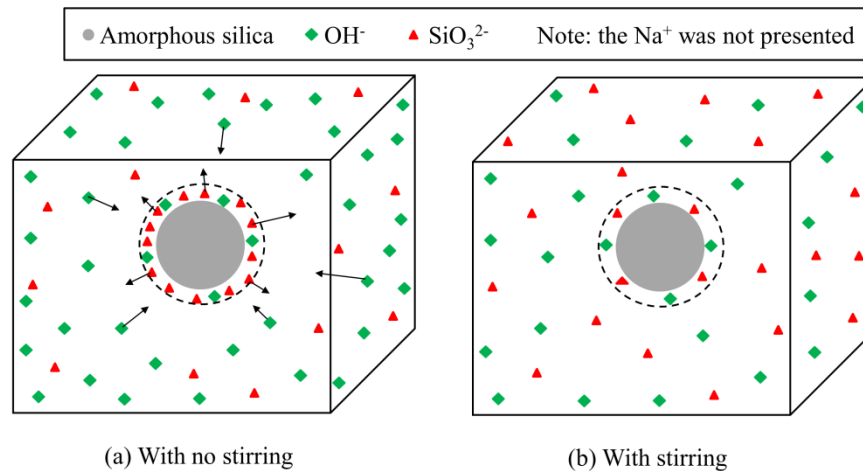 Amorphous silica OH⁻ SiO₃²⁻ Note: the Na⁺ was not presented
(a) With no stirring (b) With stirring